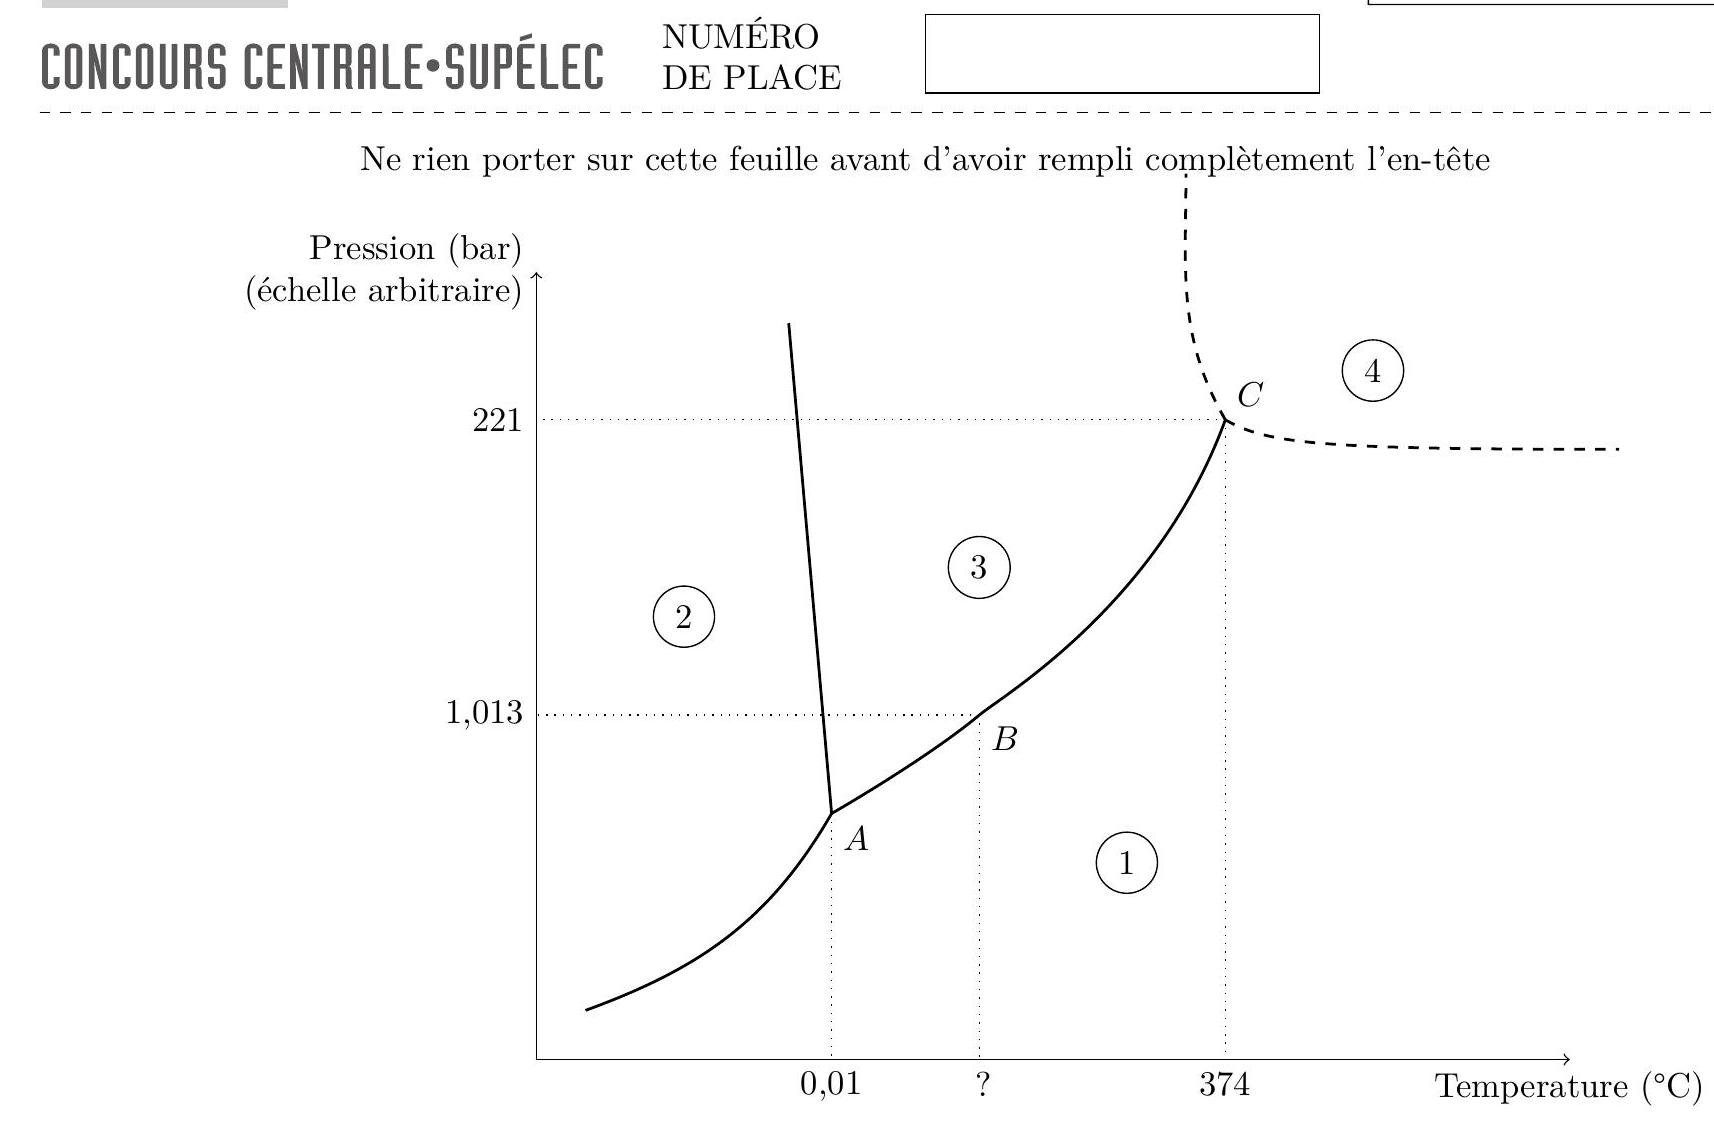 CONCOURS CENTRALE•SUPÉLEC
NUMÉRO
DE PLACE
Ne rien porter sur cette feuille avant d'avoir rempli complètement l'en-tête
Pression (bar)
(échelle arbitraire)
4
C
221
3
2
1,013
B
A
1
0,01
?
374
Temperature (°C)